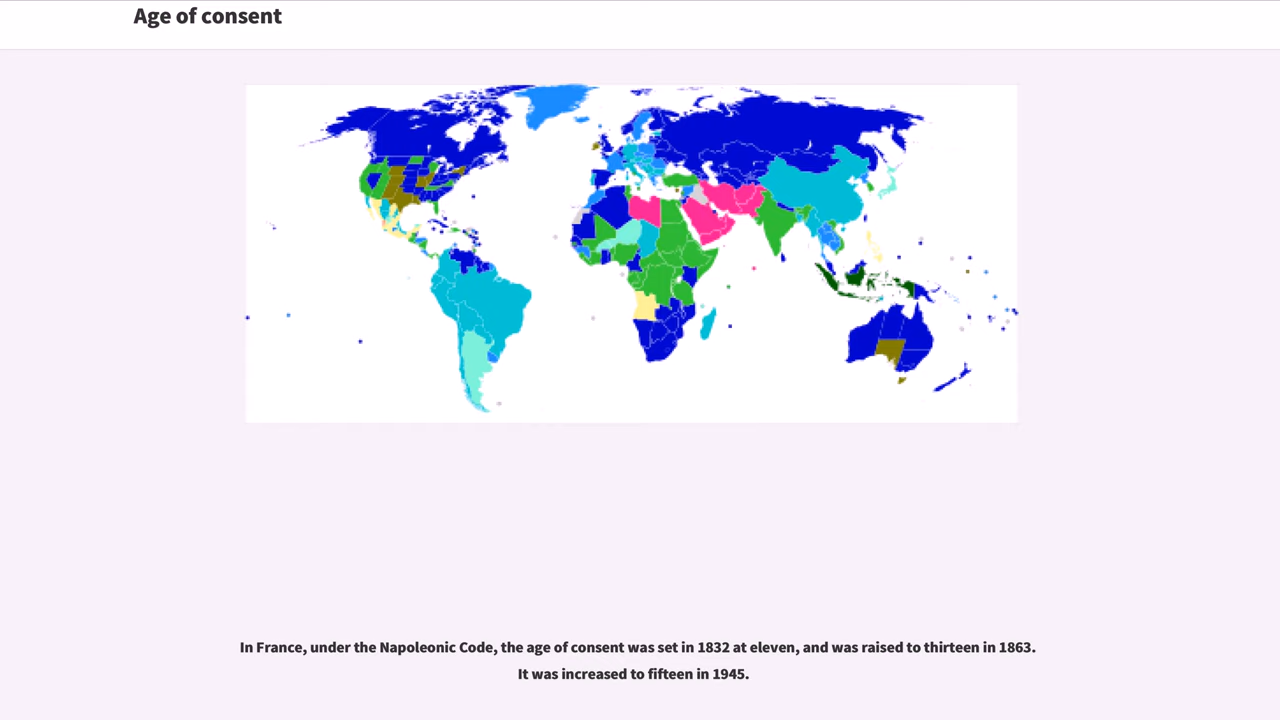 Age of consent
In France, under the Napoleonic Code, the age of consent was set in 1832 at eleven, and was raised to thirteen in 1863.
It was increased to fifteen in 1945.